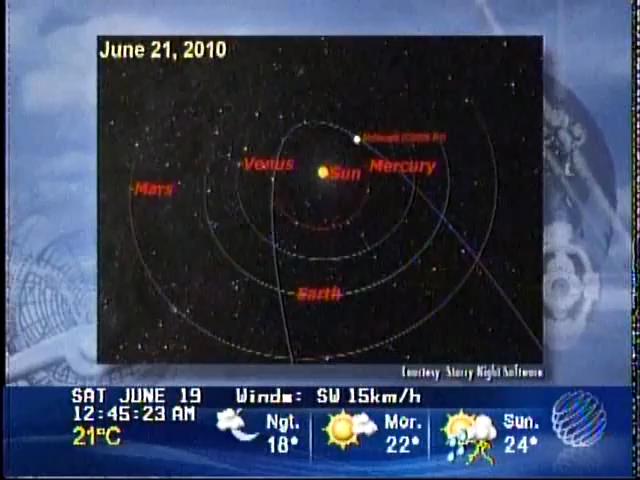 June 21, 2010
Venus
Sun
Mercury
Mars
Earth
Courtesy: Starry Night Software
SAT JUNE 19
Winds: SW 15km/h
12:45:23 AM
21°C
Ngt.
18°
Mor.
22°
Sun.
24°